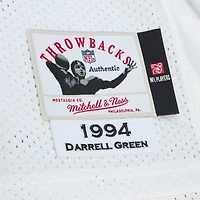 THROWBACKS
NFL
Authentic
NOSTALGIA CO.
Mitchell & Ness
PHILADELPHIA, PA.
NFL PLAYERS
1994
DARRELL GREEN